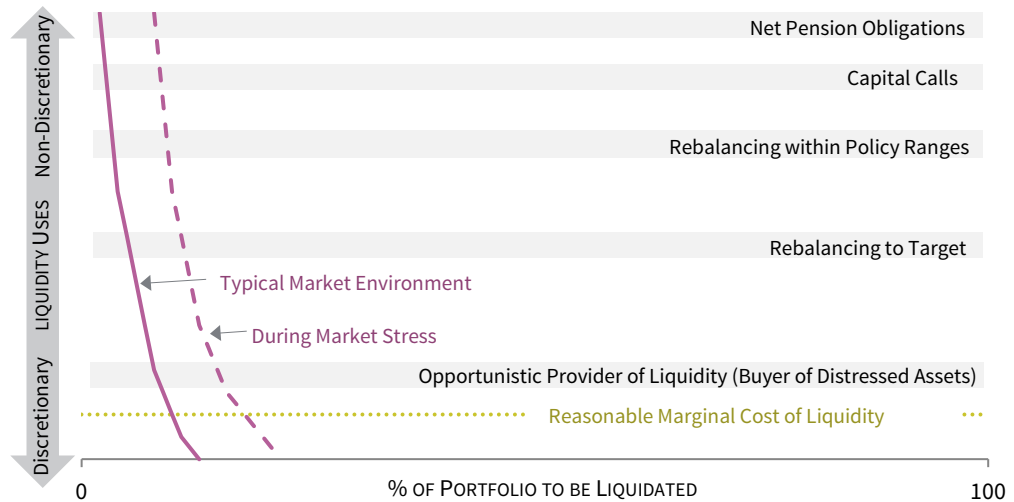 Non-Discretionary
LIQUIDITY USES
Discretionary
Net Pension Obligations
Capital Calls
Rebalancing within Policy Ranges
Rebalancing to Target
Typical Market Environment
During Market Stress
Opportunistic Provider of Liquidity (Buyer of Distressed Assets)
Reasonable Marginal Cost of Liquidity
0
% OF PORTFOLIO TO BE LIQUIDATED
100